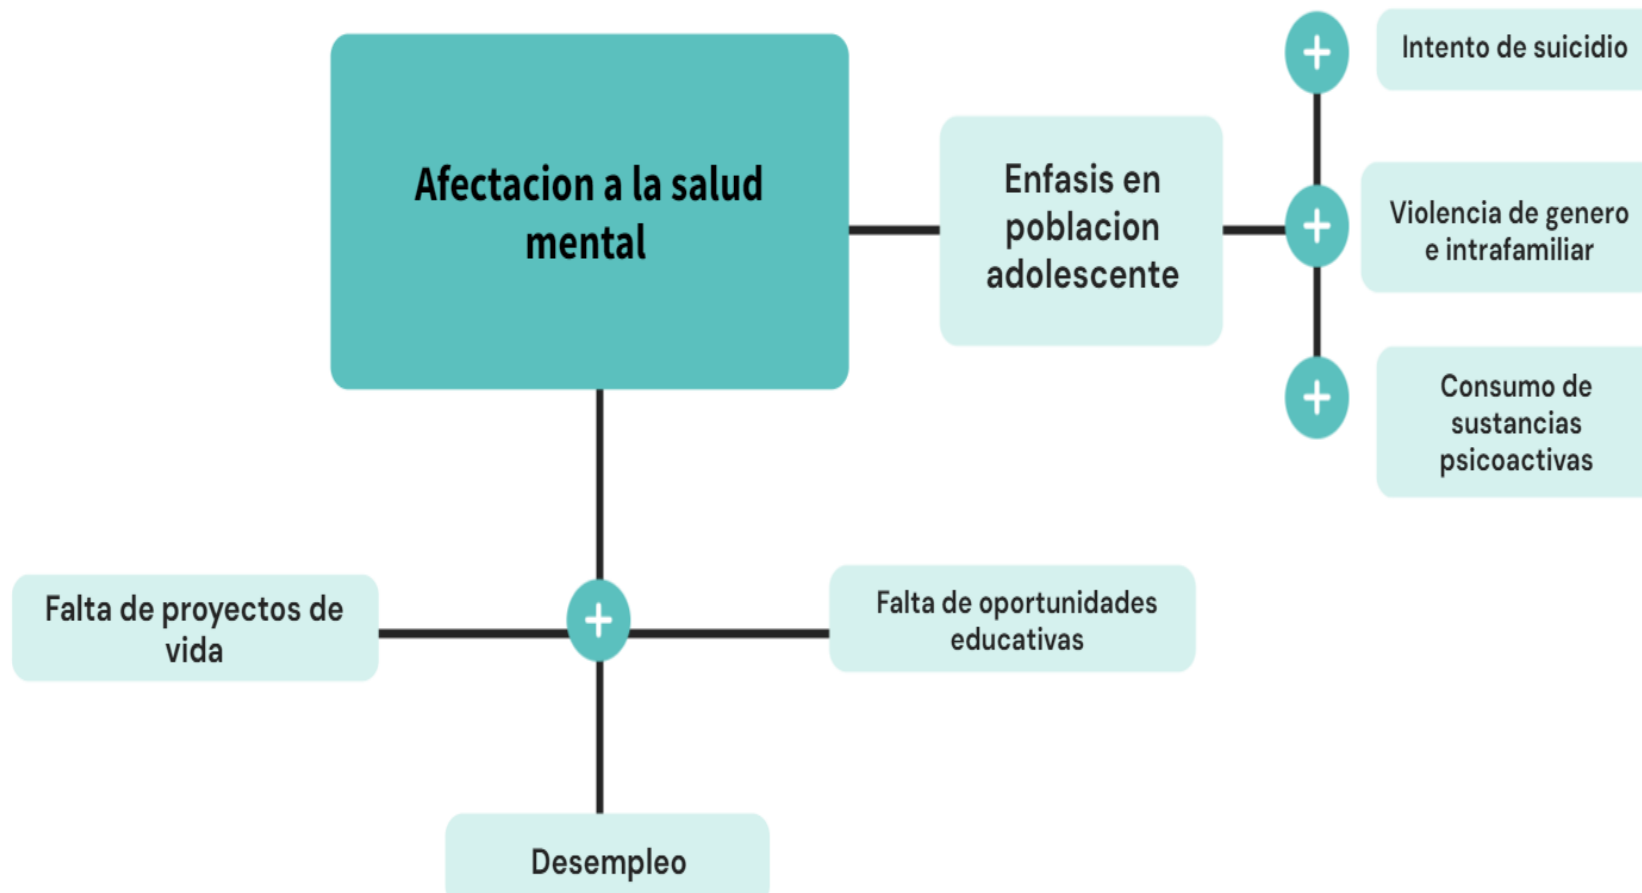 Afectacion a la salud
mental
Enfasis en
poblacion
adolescente
Intento de suicidio
Violencia de genero
e intrafamiliar
Consumo de
sustancias
psicoactivas
Falta de proyectos de
vida
Falta de oportunidades
educativas
Desempleo